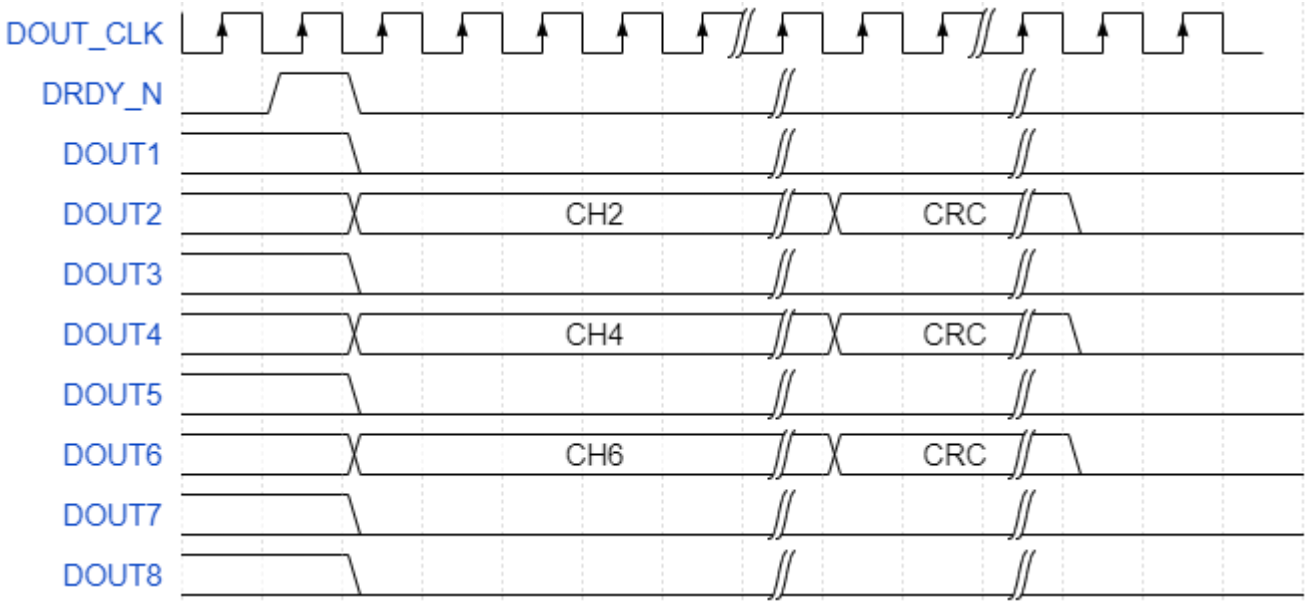 DOUT_CLK
DRDY_N
DOUT1
DOUT2 CH2 CRC
DOUT3
DOUT4 CH4 CRC
DOUT5
DOUT6 CH6 CRC
DOUT7
DOUT8